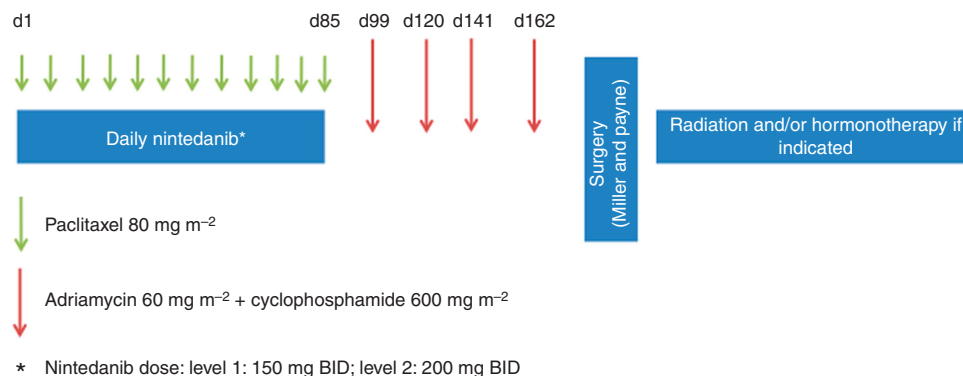 d1 d85 d99 d120 d141 d162
Daily nintedanib*
Surgery
(Miller and payne)
Radiation and/or hormonotherapy if
indicated
Paclitaxel 80 mg m⁻²
Adriamycin 60 mg m⁻² + cyclophosphamide 600 mg m⁻²
* Nintedanib dose: level 1: 150 mg BID; level 2: 200 mg BID